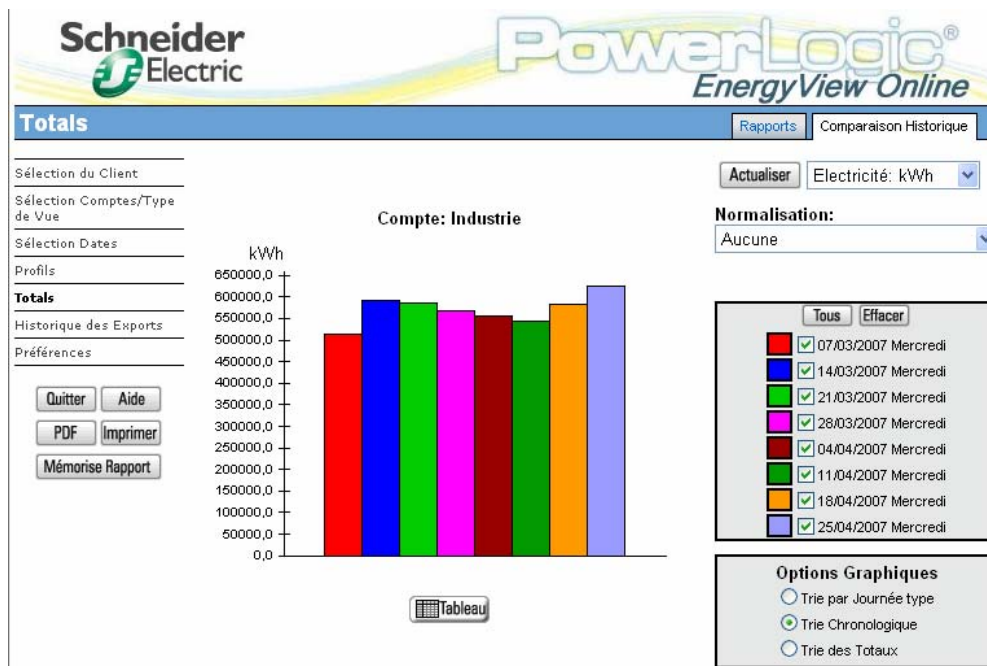 Schneider
Electric
PowerLogic®
EnergyView Online
Totals
Rapports
Comparaison Historique
Sélection du Client
Sélection Comptes/Type
de Vue
Sélection Dates
Profils
Totals
Historique des Exports
Préférences
Quitter
Aide
PDF
Imprimer
Mémorise Rapport
Compte: Industrie
kWh
650000,0
600000,0
550000,0
500000,0
450000,0
400000,0
350000,0
300000,0
250000,0
200000,0
150000,0
100000,0
50000,0
0,0
Tableau
Actualiser
Electricité: kWh
Normalisation:
Aucune
Tous
Effacer
07/03/2007 Mercredi
14/03/2007 Mercredi
21/03/2007 Mercredi
28/03/2007 Mercredi
04/04/2007 Mercredi
11/04/2007 Mercredi
18/04/2007 Mercredi
25/04/2007 Mercredi
Options Graphiques
Trie par Journée type
Trie Chronologique
Trie des Totaux